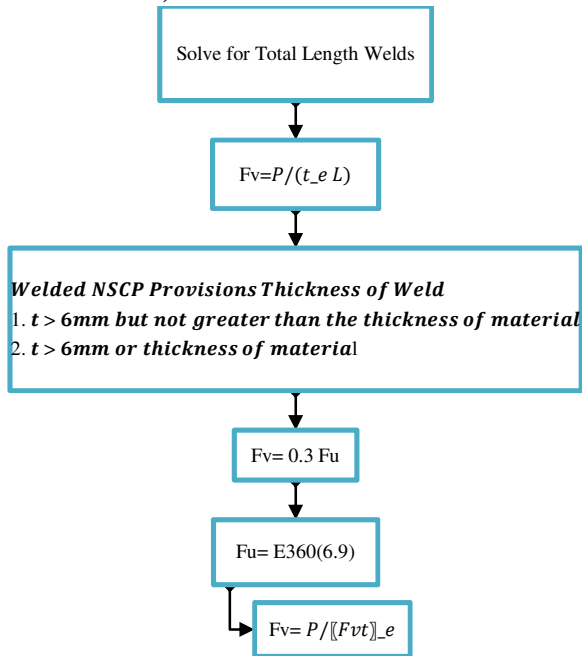 Solve for Total Length Welds
Fv=P/(t_e L)
Welded NSCP Provisions Thickness of Weld
1. t > 6mm but not greater than the thickness of material
2. t > 6mm or thickness of material
Fv= 0.3 Fu
Fu= E360(6.9)
Fv= P/〖Fvt〗_e